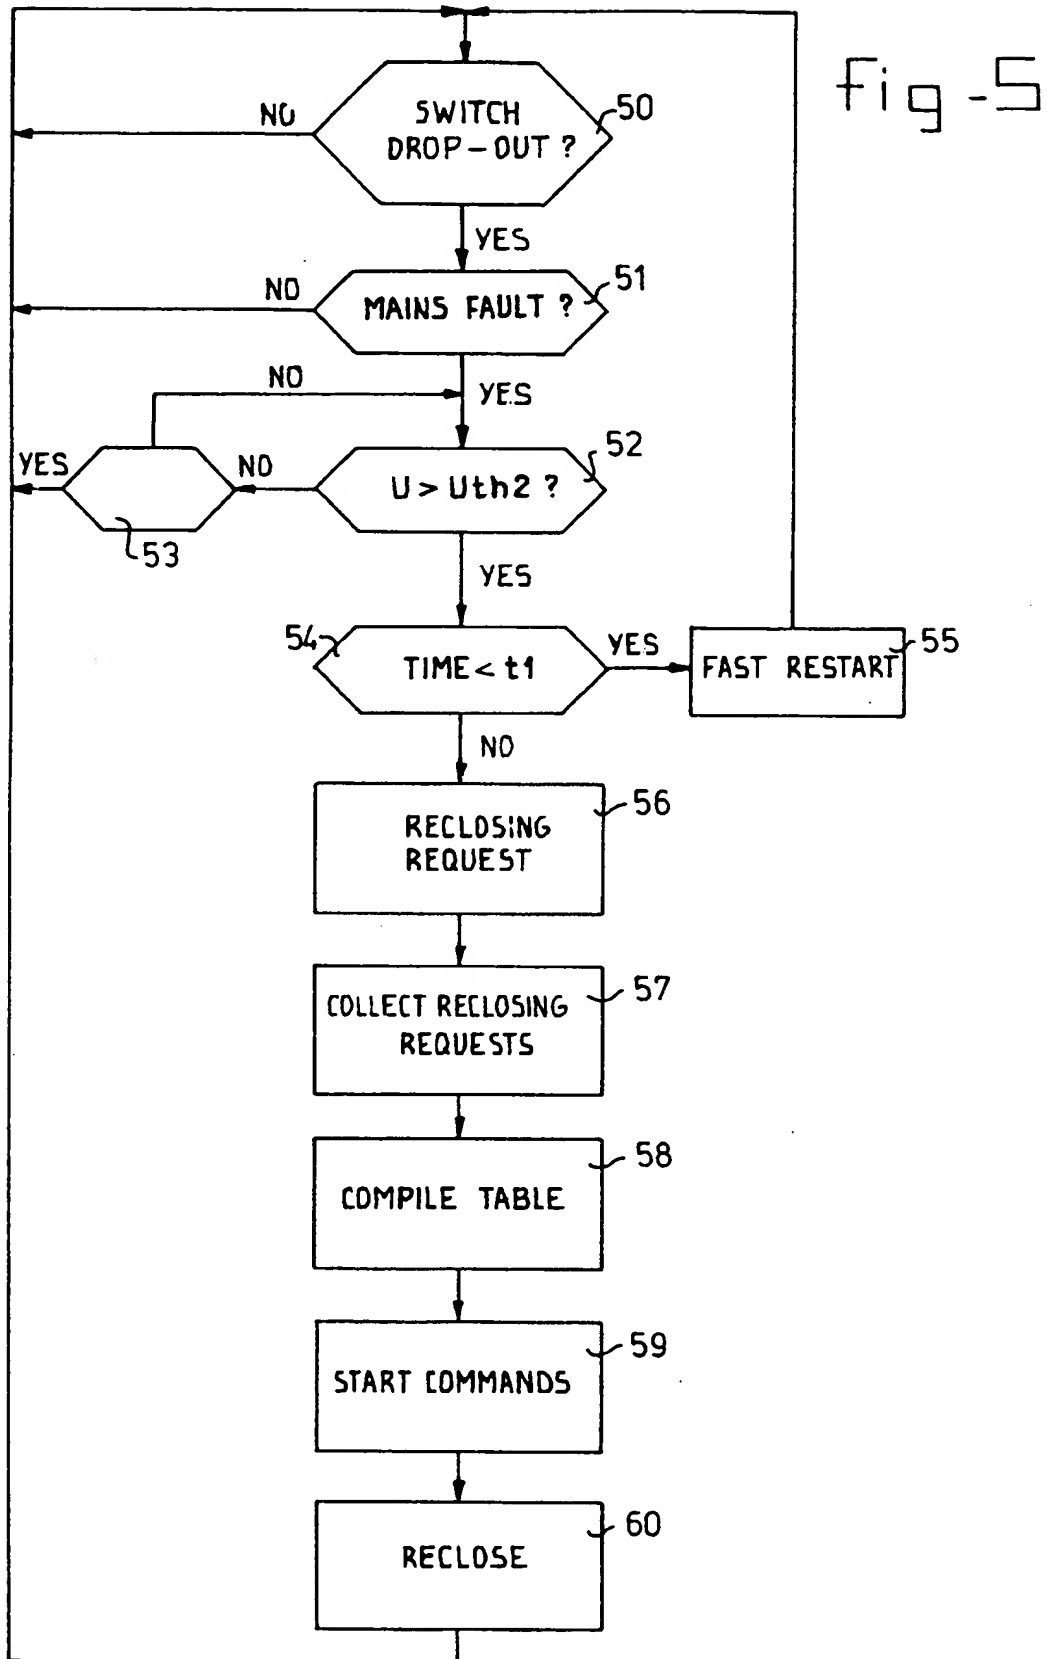 Fig-5
SWITCH
DROP-OUT ?
50
NO
YES
MAINS FAULT ?
51
NO
YES
NO
U > Uth2 ?
52
NO
YES
53
YES
54
TIME < t1
YES
FAST RESTART
55
NO
RECLOSING
REQUEST
56
COLLECT RECLOSING
REQUESTS
57
COMPILE TABLE
58
START COMMANDS
59
RECLOSE
60